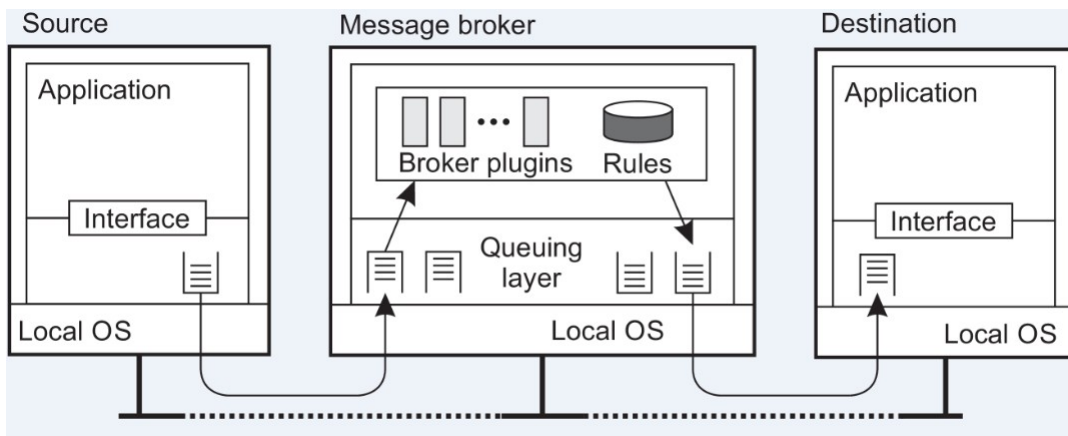 Source
Message broker
Destination
Application
Application
Broker plugins
Rules
Interface
Interface
Queuing
layer
Local OS
Local OS
Local OS